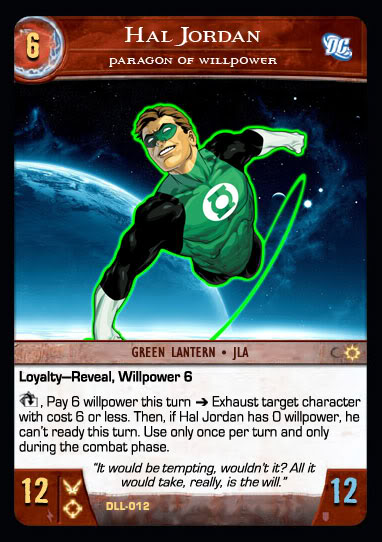 6
Hal Jordan
DC
PARAGON OF WILLPOWER
GREEN LANTERN • JLA
Loyalty—Reveal, Willpower 6
, Pay 6 willpower this turn ➔ Exhaust target character
with cost 6 or less. Then, if Hal Jordan has 0 willpower, he
can't ready this turn. Use only once per turn and only
during the combat phase.
"It would be tempting, wouldn't it? All it
would take, really, is the will."
12
DLL-012
12